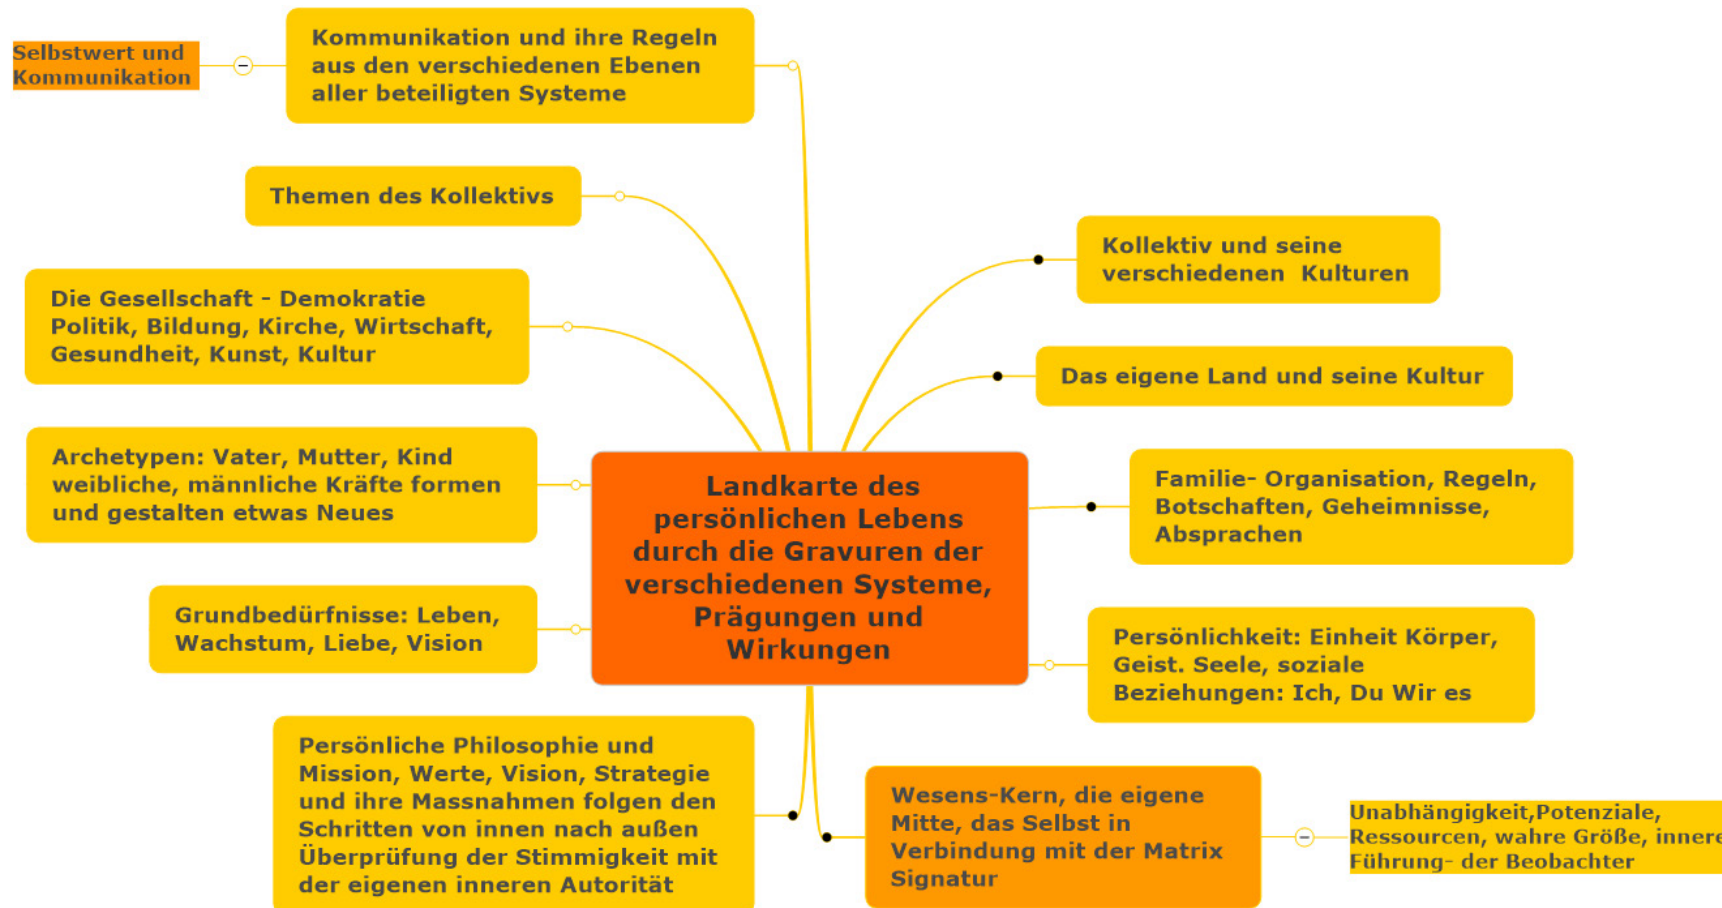 Selbstwert und
Kommunikation
Kommunikation und ihre Regeln
aus den verschiedenen Ebenen
aller beteiligten Systeme
Themen des Kollektivs
Die Gesellschaft - Demokratie
Politik, Bildung, Kirche, Wirtschaft,
Gesundheit, Kunst, Kultur
Archetypen: Vater, Mutter, Kind
weibliche, männliche Kräfte formen
und gestalten etwas Neues
Grundbedürfnisse: Leben,
Wachstum, Liebe, Vision
Persönliche Philosophie und
Mission, Werte, Vision, Strategie
und ihre Massnahmen folgen den
Schritten von innen nach außen
Überprüfung der Stimmigkeit mit
der eigenen inneren Autorität
Landkarte des
persönlichen Lebens
durch die Gravuren der
verschiedenen Systeme,
Prägungen und
Wirkungen
Kollektiv und seine
verschiedenen  Kulturen
Das eigene Land und seine Kultur
Familie- Organisation, Regeln,
Botschaften, Geheimnisse,
Absprachen
Persönlichkeit: Einheit Körper,
Geist. Seele, soziale
Beziehungen: Ich, Du Wir es
Wesens-Kern, die eigene
Mitte, das Selbst in
Verbindung mit der Matrix
Signatur
Unabhängigkeit,Potenziale,
Ressourcen, wahre Größe, innere
Führung- der Beobachter